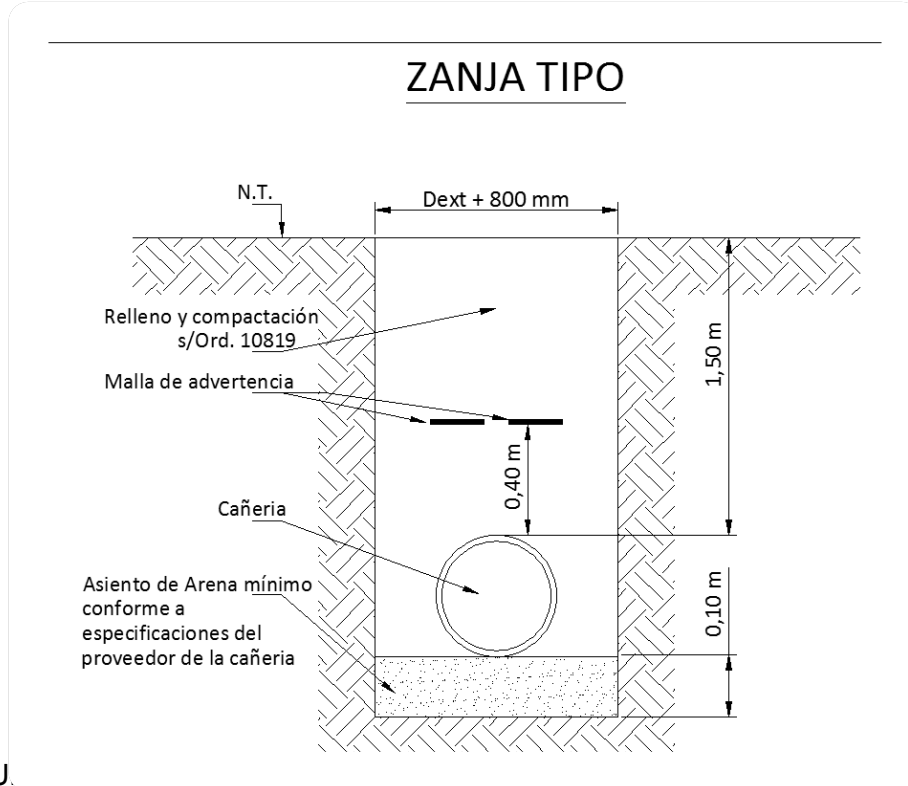 ZANJA TIPO
N.T.
Dext + 800 mm
Relleno y compactación
s/Ord. 10819
Malla de advertencia
1,50 m
0,40 m
Cañeria
Asiento de Arena mínimo
conforme a
especificaciones del
proveedor de la cañeria
0,10 m